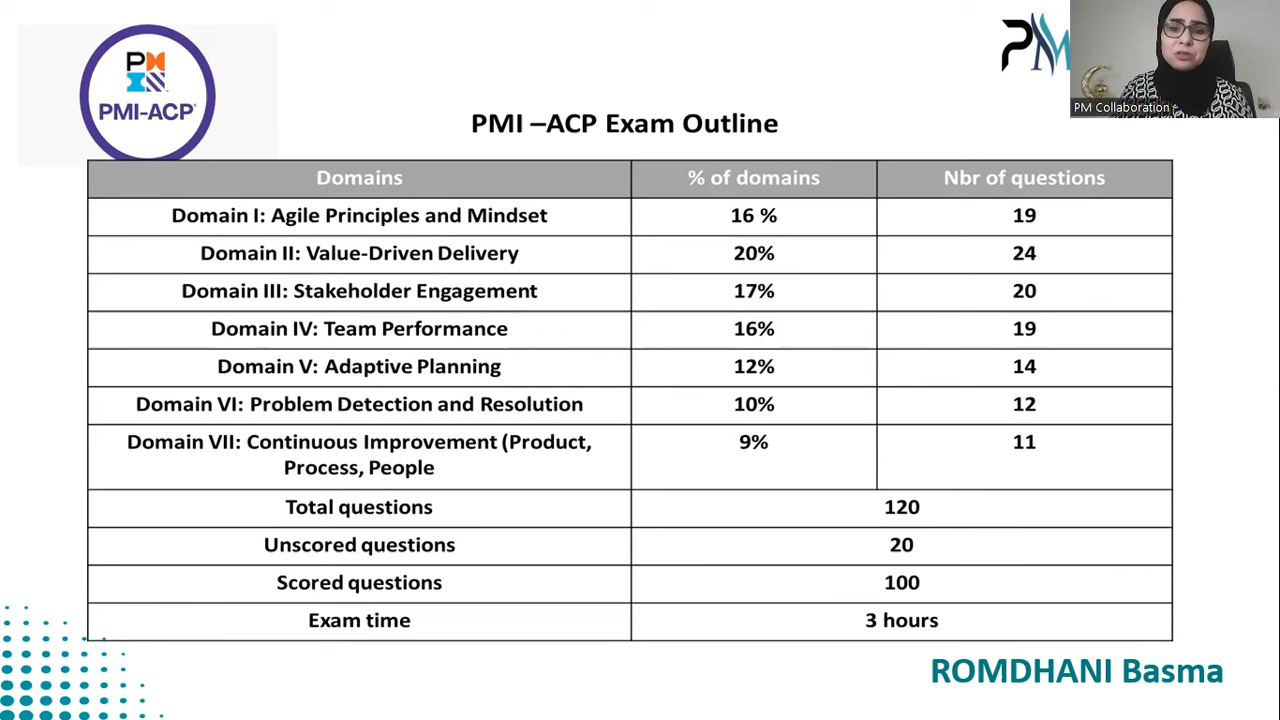 PMI-ACP®
PM
PM Collaboration
PMI –ACP Exam Outline
Domains % of domains Nbr of questions
Domain I: Agile Principles and Mindset 16 % 19
Domain II: Value-Driven Delivery 20% 24
Domain III: Stakeholder Engagement 17% 20
Domain IV: Team Performance 16% 19
Domain V: Adaptive Planning 12% 14
Domain VI: Problem Detection and Resolution 10% 12
Domain VII: Continuous Improvement (Product, 9% 11
Process, People
Total questions 120
Unscored questions 20
Scored questions 100
Exam time 3 hours
ROMDHANI Basma